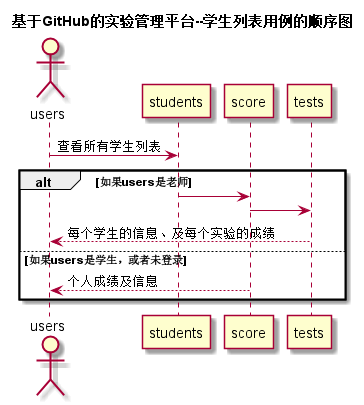 基于GitHub的实验管理平台--学生列表用例的顺序图
users
students score tests
查看所有学生列表
alt [如果users是老师]
每个学生的信息、及每个实验的成绩
[如果users是学生，或者未登录]
个人成绩及信息
users
students score tests